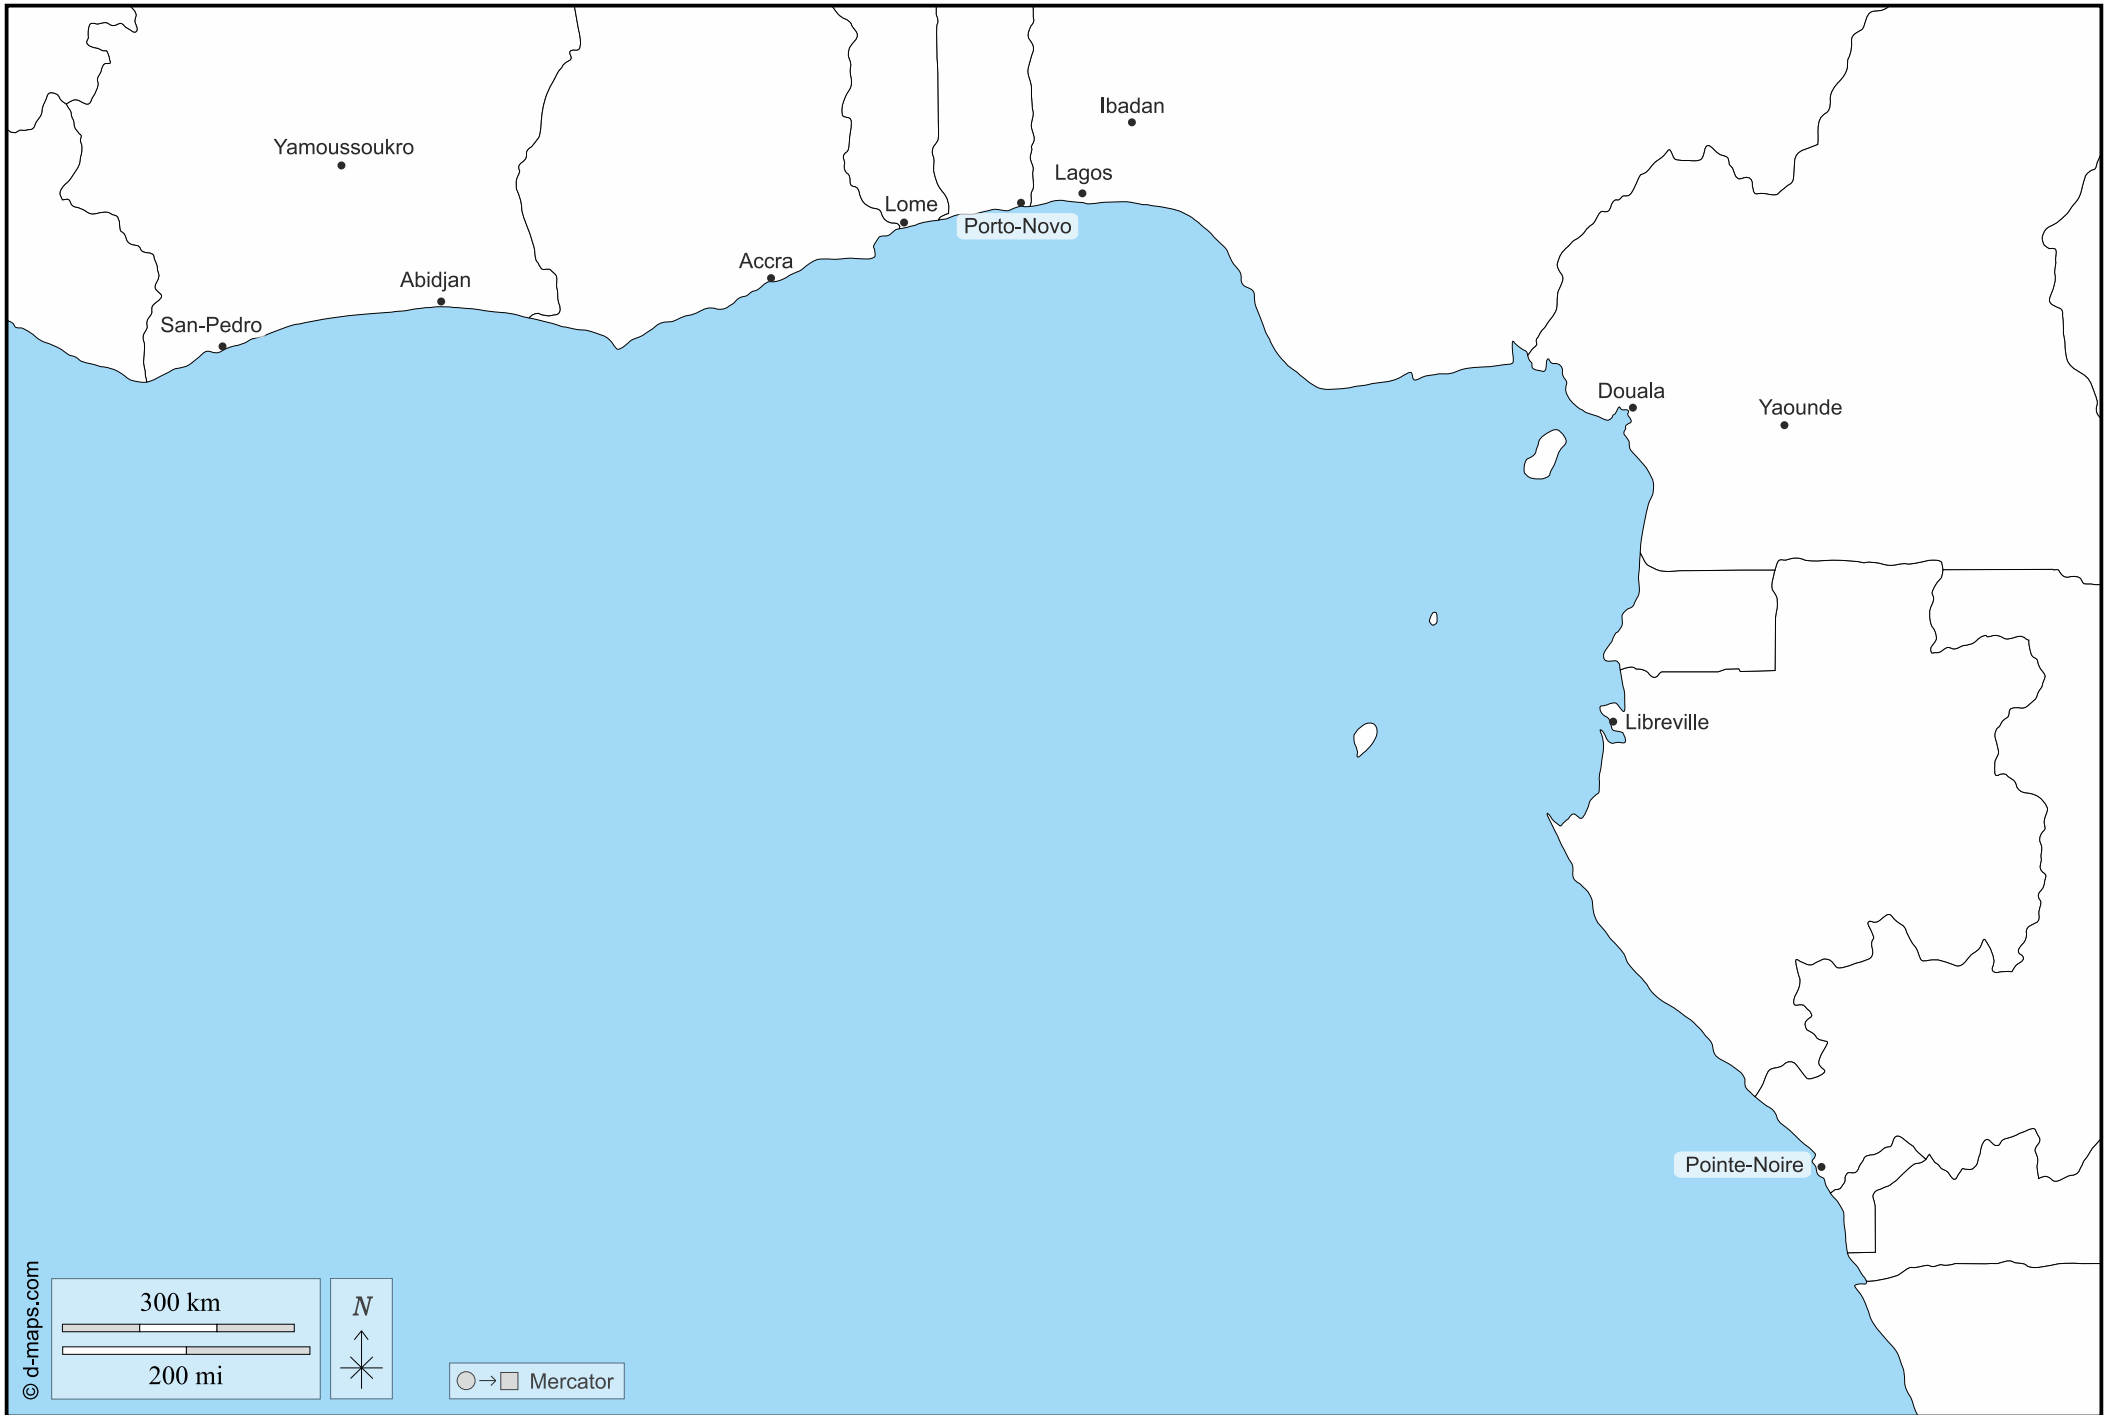 Ibadan
Yamoussoukro
Lagos
Lome
Porto-Novo
Accra
Abidjan
San-Pedro
Douala
Yaounde
Libreville
Pointe-Noire
© d-maps.com
300 km
200 mi
N
Mercator